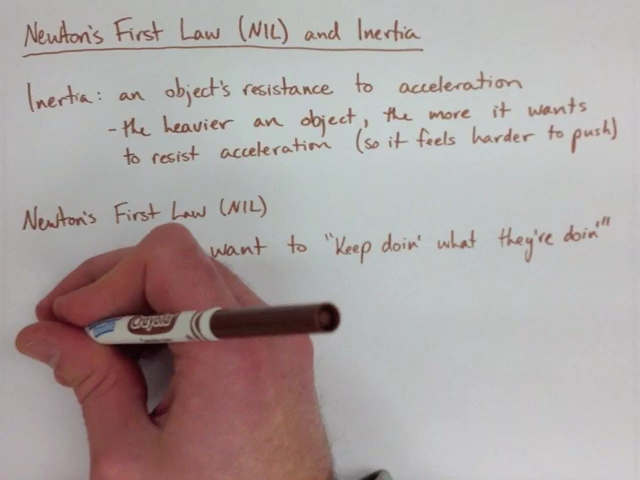 Newton's First Law (NIL) and Inertia
Inertia: an object's resistance to acceleration
- the heavier an object, the more it wants
to resist acceleration (so it feels harder to push)
Newton's First Law (NIL)
want to "Keep doin' what they're doin'"
Crayola